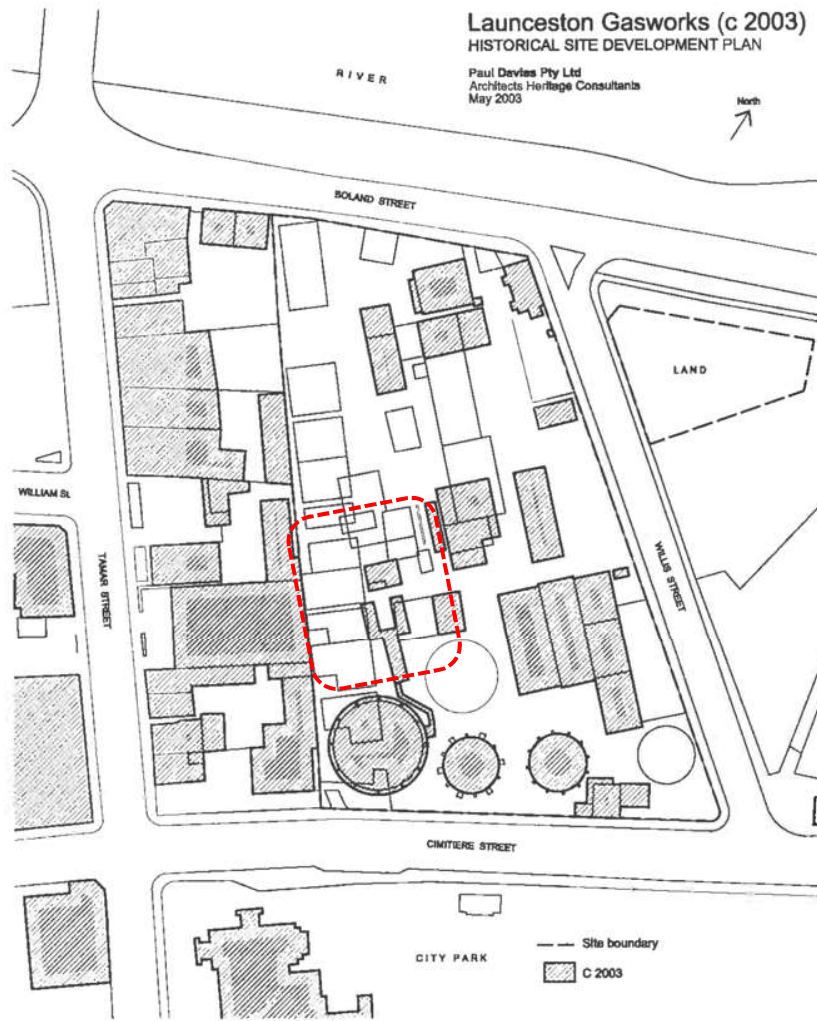 Launceston Gasworks (c 2003)
HISTORICAL SITE DEVELOPMENT PLAN
Paul Davies Pty Ltd
Architects Heritage Consultants
May 2003
North
RIVER
BOLAND STREET
LAND
WILLIAM St.
TAMAR STREET
WILLIS STREET
CIMITIERE STREET
CITY PARK
Site boundary
C 2003